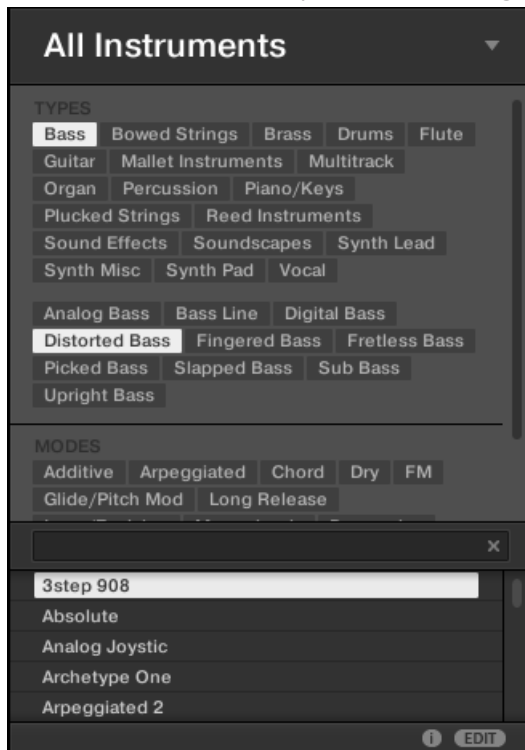 All Instruments
TYPES
Bass Bowed Strings Brass Drums Flute
Guitar Mallet Instruments Multitrack
Organ Percussion Piano/Keys
Plucked Strings Reed Instruments
Sound Effects Soundscapes Synth Lead
Synth Misc Synth Pad Vocal
Analog Bass Bass Line Digital Bass
Distorted Bass Fingered Bass Fretless Bass
Picked Bass Slapped Bass Sub Bass
Upright Bass
MODES
Additive Arpeggiated Chord Dry FM
Glide/Pitch Mod Long Release
3step 908
Absolute
Analog Joystic
Archetype One
Arpeggiated 2
i EDIT